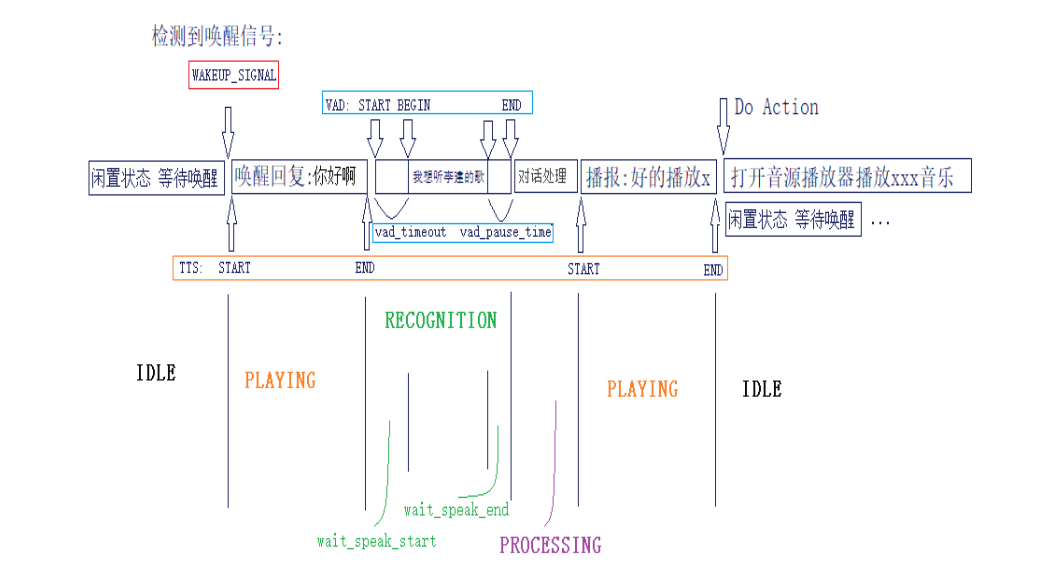 检测到唤醒信号:
WAKEUP_SIGNAL
VAD: START BEGIN END
Do Action
闲置状态 等待唤醒
唤醒回复:你好啊
我想听李建的歌
对话处理
播报:好的播放x
打开音源播放器播放xxx音乐
闲置状态 等待唤醒 ...
vad_timeout vad_pause_time
TTS: START END START END
RECOGNITION
IDLE
PLAYING
PLAYING
IDLE
wait_speak_end
wait_speak_start
PROCESSING